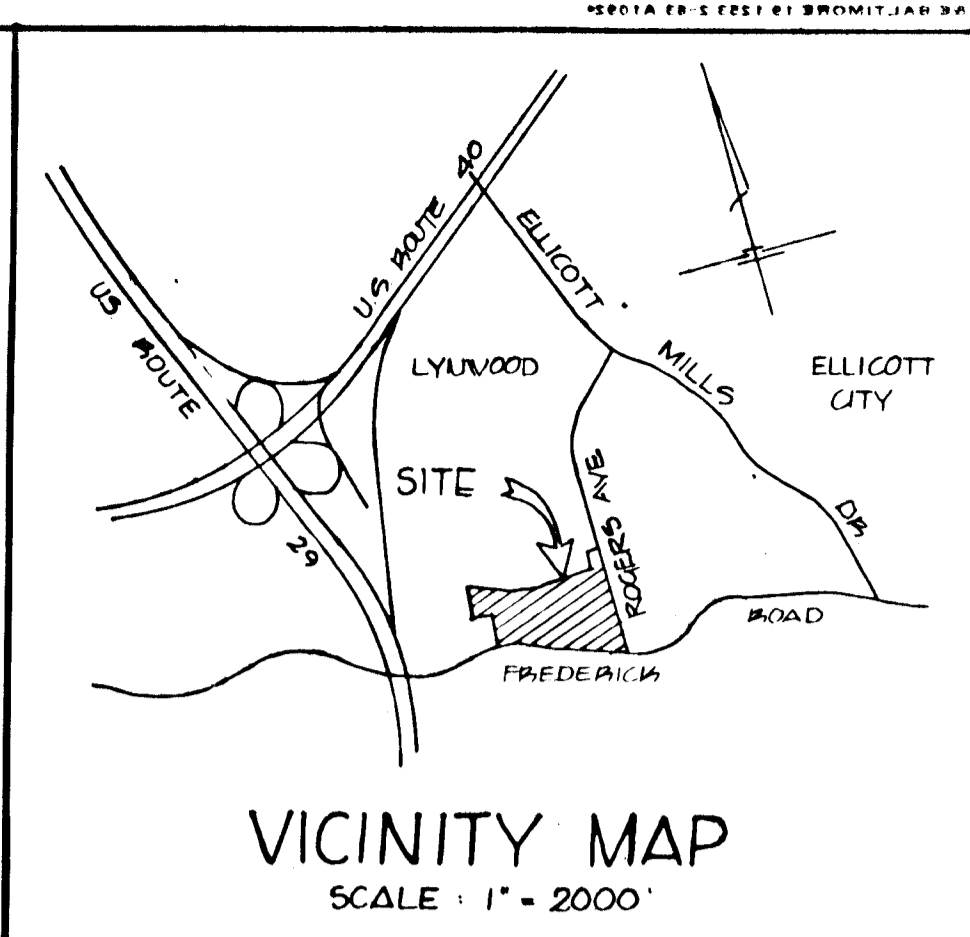 U.S. ROUTE 40
ELLICOTT
US ROUTE
MILLS
LYNWOOD
ELLICOTT
CITY
SITE
ROGERS AVE
DR
29
ROAD
FREDERICK
VICINITY MAP
SCALE : 1" = 2000'